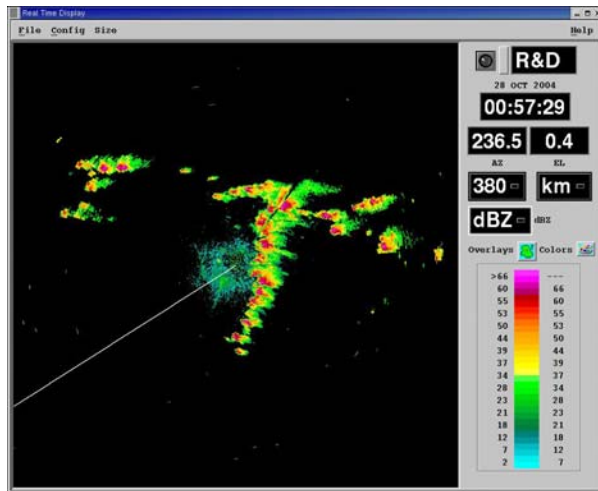 Real Time Display
File Config Size Help
R&D
28 OCT 2004
00:57:29
236.5 0.4
AZ EL
380 km
dBZ dBZ
Overlays Colors
>66 ---
60 66
55 60
53 55
50 53
44 50
39 44
37 39
34 37
28 34
23 28
21 23
18 21
12 18
7 12
2 7